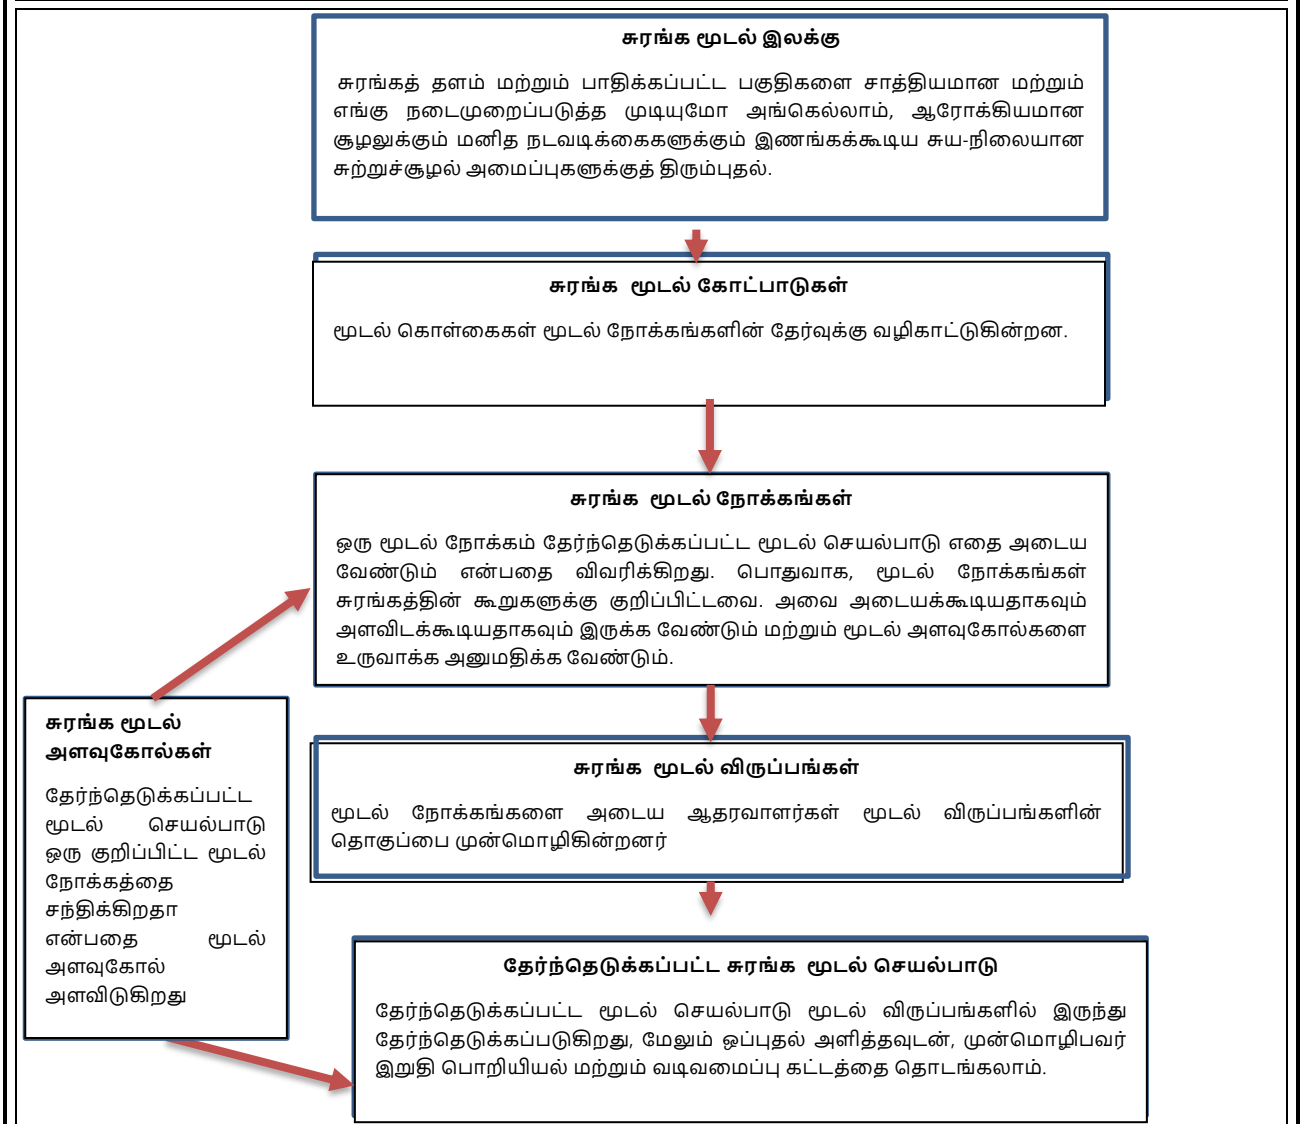 சுரங்க மூடல் இலக்கு
சுரங்கத் தளம் மற்றும் பாதிக்கப்பட்ட பகுதிகளை சாத்தியமான மற்றும்
எங்கு நடைமுறைப்படுத்த முடியுமோ அங்கெல்லாம், ஆரோக்கியமான
சூழலுக்கும் மனித நடவடிக்கைகளுக்கும் இணங்கக்கூடிய சுய-நிலையான
சுற்றுச்சூழல் அமைப்புகளுக்குத் திரும்புதல்.
சுரங்க மூடல் கோட்பாடுகள்
மூடல் கொள்கைகள் மூடல் நோக்கங்களின் தேர்வுக்கு வழிகாட்டுகின்றன.
சுரங்க மூடல் நோக்கங்கள்
ஒரு மூடல் நோக்கம் தேர்ந்தெடுக்கப்பட்ட மூடல் செயல்பாடு எதை அடைய
வேண்டும் என்பதை விவரிக்கிறது. பொதுவாக, மூடல் நோக்கங்கள்
சுரங்கத்தின் கூறுகளுக்கு குறிப்பிட்டவை. அவை அடையக்கூடியதாகவும்
அளவிடக்கூடியதாகவும் இருக்க வேண்டும் மற்றும் மூடல் அளவுகோல்களை
உருவாக்க அனுமதிக்க வேண்டும்.
சுரங்க மூடல்
அளவுகோல்கள்
தேர்ந்தெடுக்கப்பட்ட
மூடல் செயல்பாடு
ஒரு குறிப்பிட்ட மூடல்
நோக்கத்தை
சந்திக்கிறதா
என்பதை மூடல்
அளவுகோல்
அளவிடுகிறது
சுரங்க மூடல் விருப்பங்கள்
மூடல் நோக்கங்களை அடைய ஆதரவாளர்கள் மூடல் விருப்பங்களின்
தொகுப்பை முன்மொழிகின்றனர்
தேர்ந்தெடுக்கப்பட்ட சுரங்க மூடல் செயல்பாடு
தேர்ந்தெடுக்கப்பட்ட மூடல் செயல்பாடு மூடல் விருப்பங்களில் இருந்து
தேர்ந்தெடுக்கப்படுகிறது, மேலும் ஒப்புதல் அளித்தவுடன், முன்மொழிபவர்
இறுதி பொறியியல் மற்றும் வடிவமைப்பு கட்டத்தை தொடங்கலாம்.